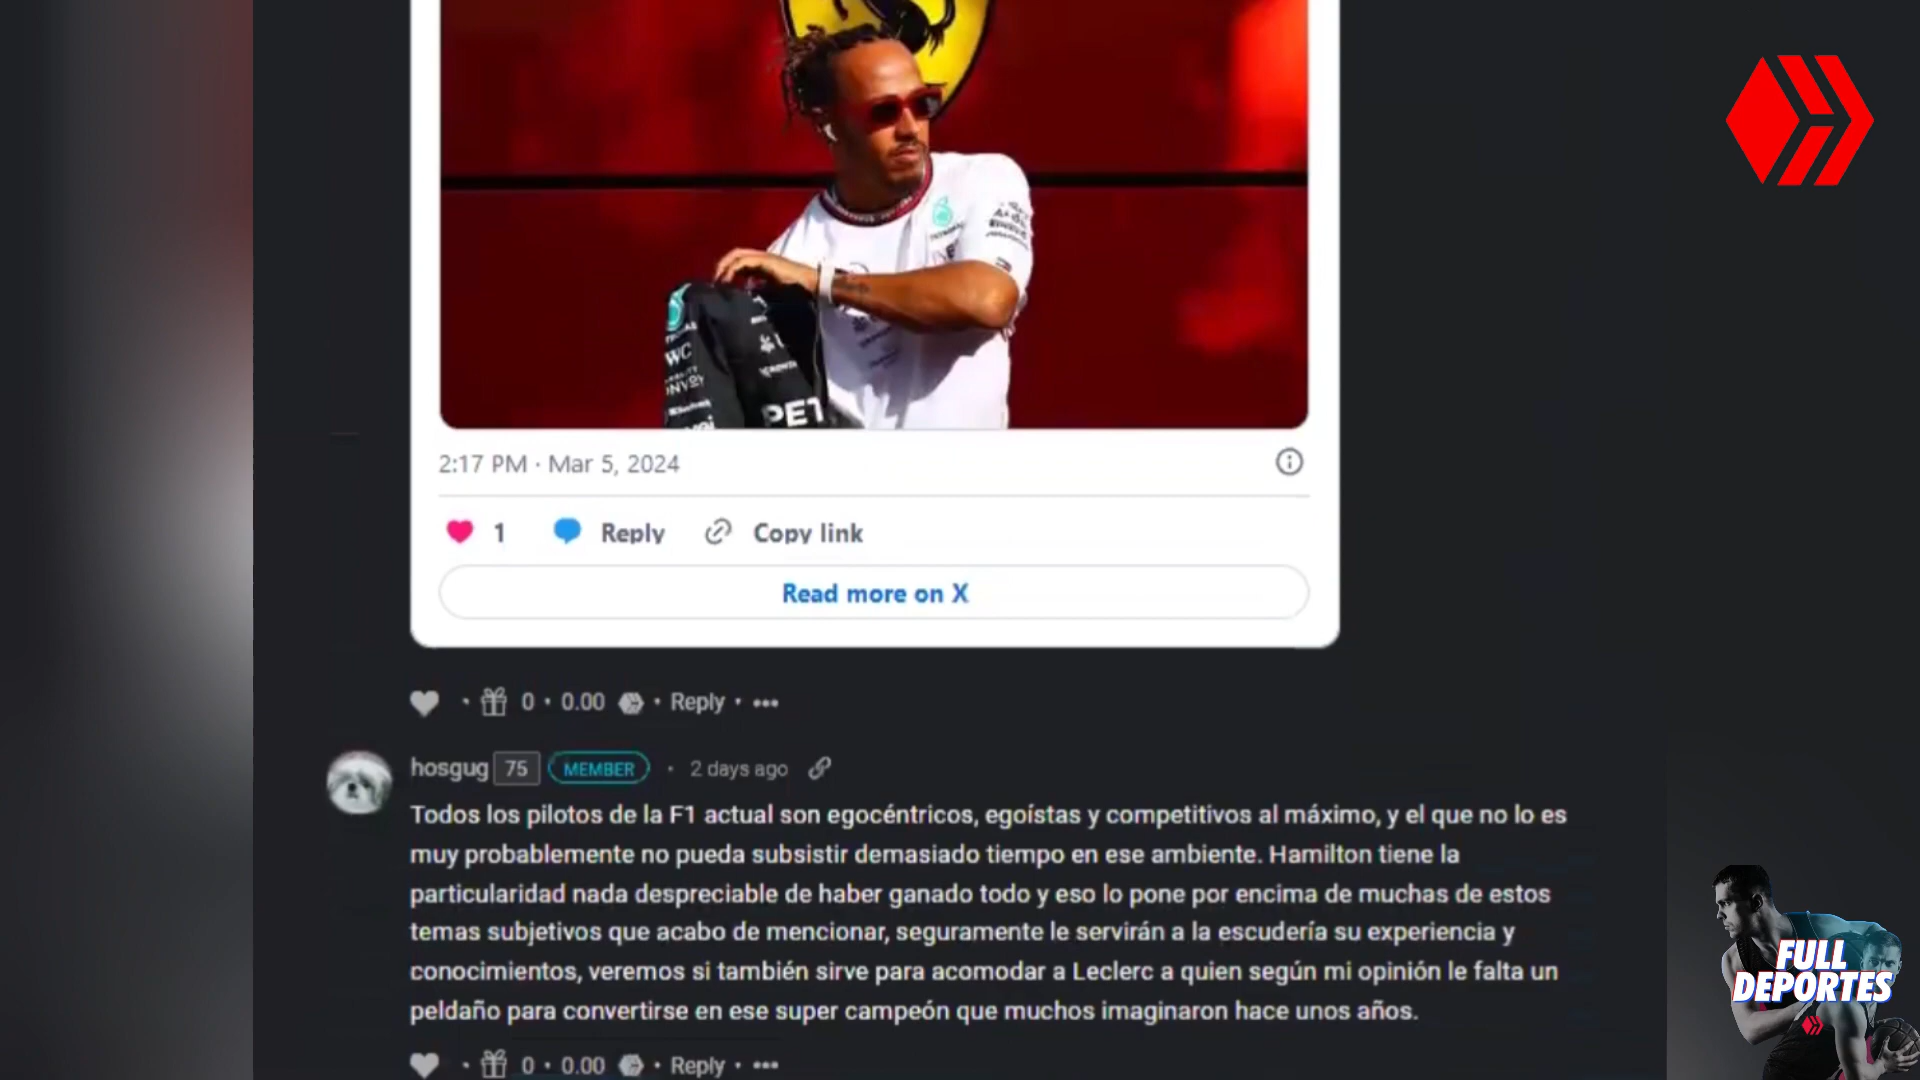 WC
PET
2:17 PM · Mar 5, 2024
1 Reply Copy link
Read more on X
· 0 · 0.00 · Reply · •••
hosgug 75 MEMBER · 2 days ago
Todos los pilotos de la F1 actual son egocéntricos, egoístas y competitivos al máximo, y el que no lo es
muy probablemente no pueda subsistir demasiado tiempo en ese ambiente. Hamilton tiene la
particularidad nada despreciable de haber ganado todo y eso lo pone por encima de muchas de estos
temas subjetivos que acabo de mencionar, seguramente le servirán a la escudería su experiencia y
conocimientos, veremos si también sirve para acomodar a Leclerc a quien según mi opinión le falta un
peldaño para convertirse en ese super campeón que muchos imaginaron hace unos años.
· 0 · 0.00 · Reply · •••
FULL
DEPORTES